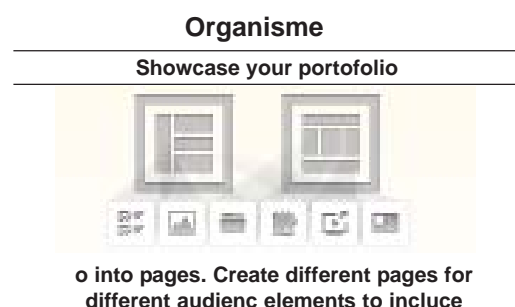 Organisme
Showcase your portofolio
o into pages. Create different pages for
different audienc elements to incluce